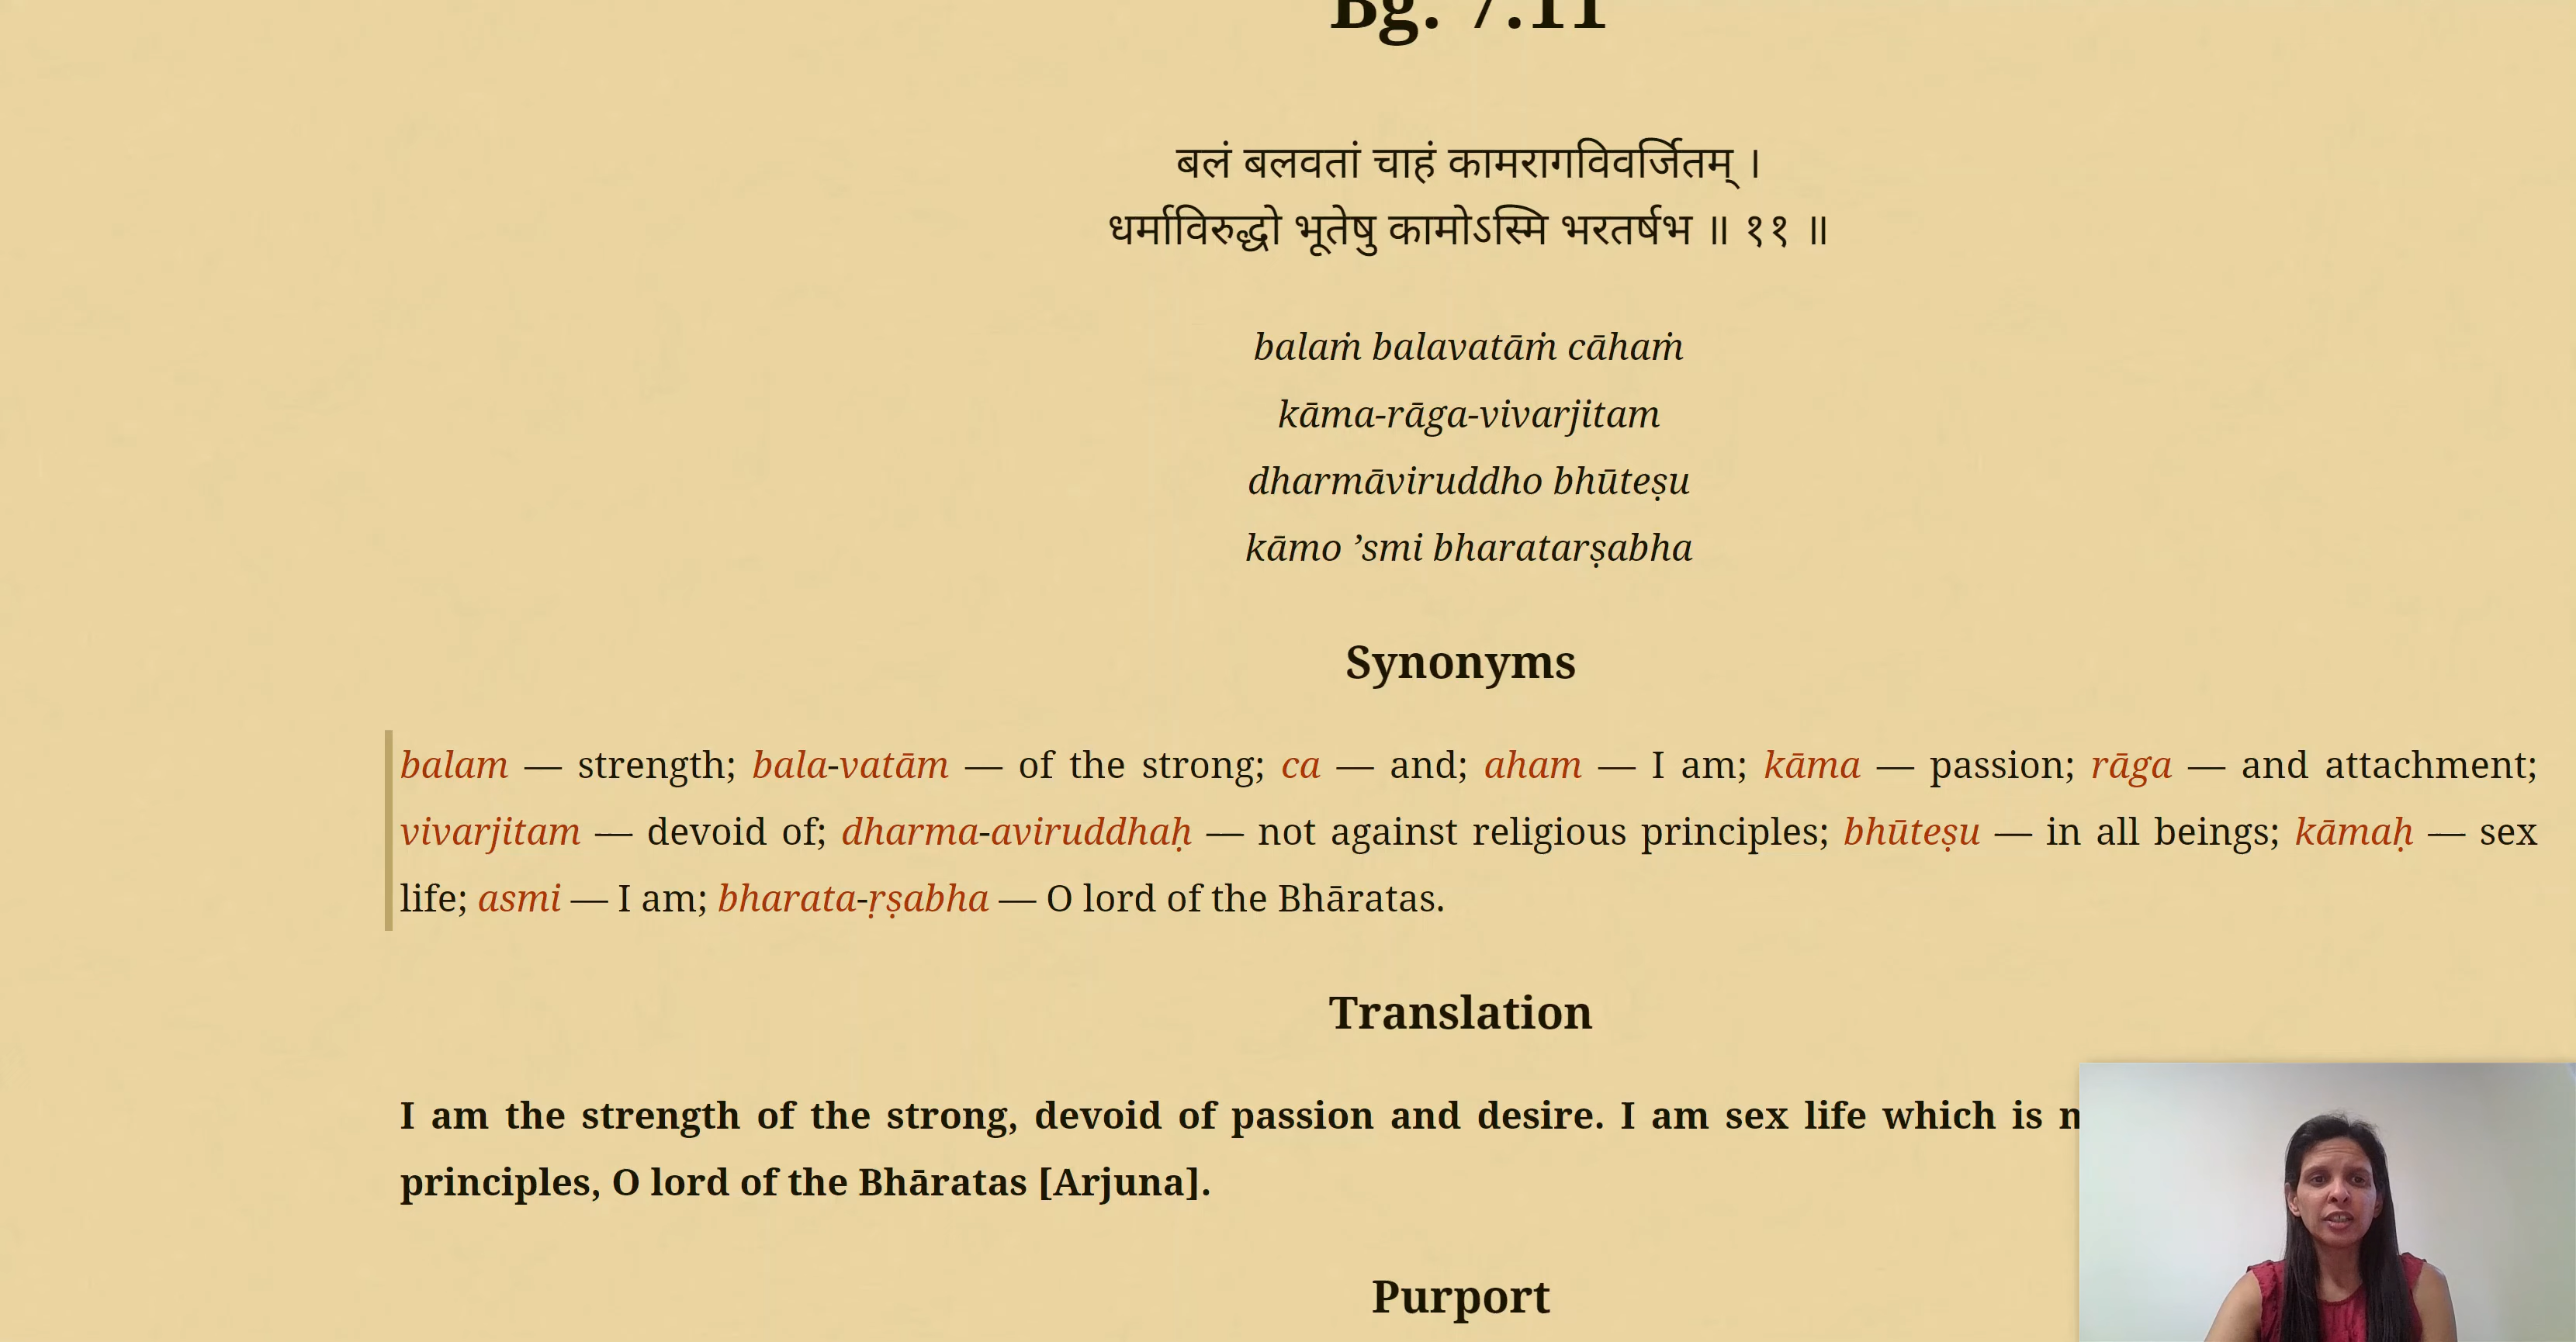 Bg. 7.11
बलं बलवतां चाहं कामरागविवर्जितम् ।
धर्माविरुद्धो भूतेषु कामोऽस्मि भरतर्षभ ॥ ११ ॥
balaṁ balavatāṁ cāhaṁ
kāma-rāga-vivarjitam
dharmāviruddho bhūteṣu
kāmo ’smi bharatarṣabha
Synonyms
balam — strength; bala-vatām — of the strong; ca — and; aham — I am; kāma — passion; rāga — and attachment;
vivarjitam — devoid of; dharma-aviruddhaḥ — not against religious principles; bhūteṣu — in all beings; kāmaḥ — sex
life; asmi — I am; bharata-ṛṣabha — O lord of the Bhāratas.
Translation
I am the strength of the strong, devoid of passion and desire. I am sex life which is
principles, O lord of the Bhāratas [Arjuna].
Purport